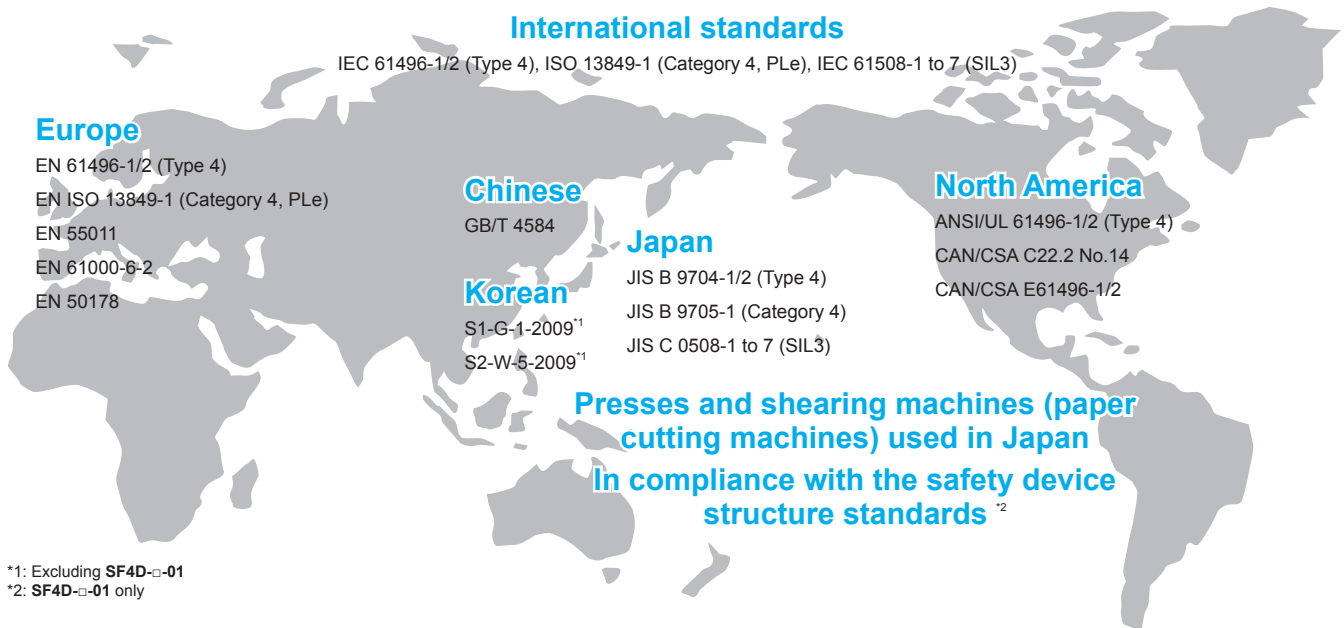 International standards
IEC 61496-1/2 (Type 4), ISO 13849-1 (Category 4, PLe), IEC 61508-1 to 7 (SIL3)
Europe
EN 61496-1/2 (Type 4)
EN ISO 13849-1 (Category 4, PLe)
EN 55011
EN 61000-6-2
EN 50178
Chinese
GB/T 4584
Korean
S1-G-1-2009*1
S2-W-5-2009*1
Japan
JIS B 9704-1/2 (Type 4)
JIS B 9705-1 (Category 4)
JIS C 0508-1 to 7 (SIL3)
North America
ANSI/UL 61496-1/2 (Type 4)
CAN/CSA C22.2 No.14
CAN/CSA E61496-1/2
Presses and shearing machines (paper
cutting machines) used in Japan
In compliance with the safety device
structure standards *2
*1: Excluding SF4D-□-01
*2: SF4D-□-01 only